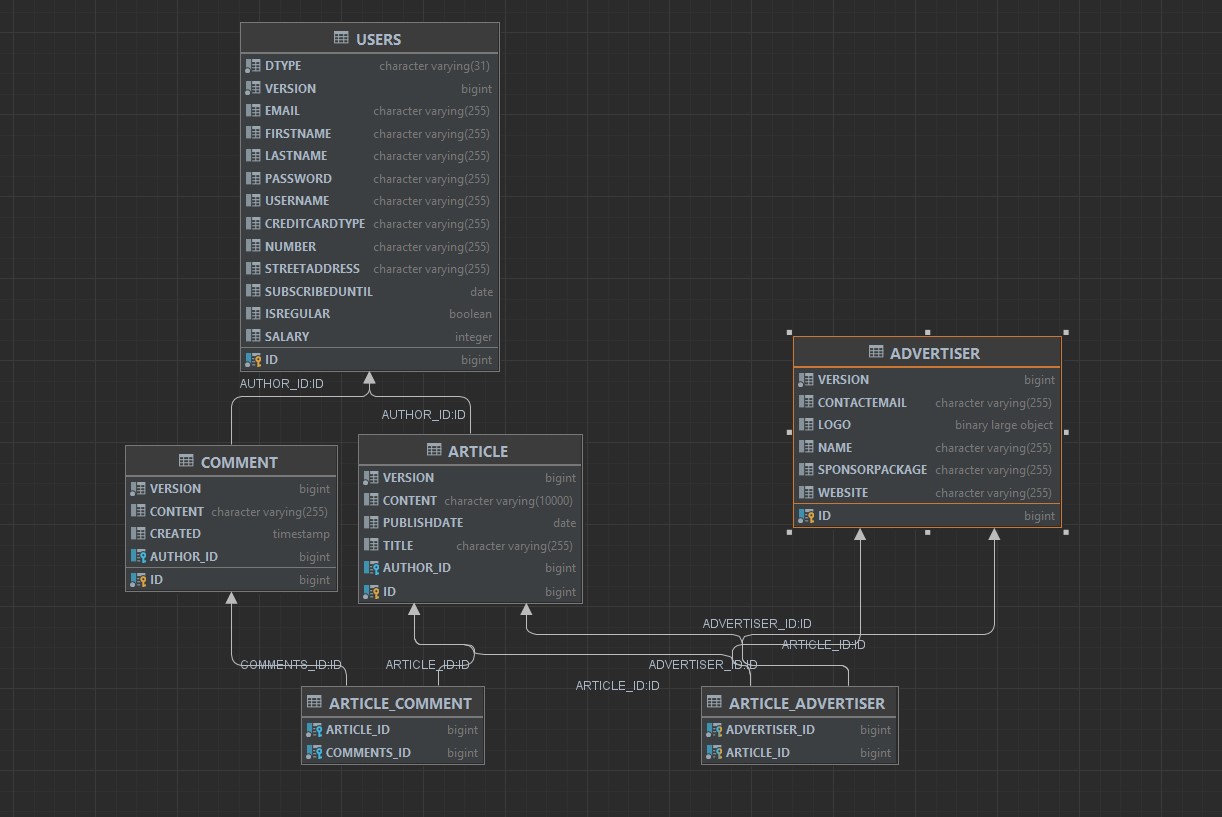 USERS
DTYPE character varying(31)
VERSION bigint
EMAIL character varying(255)
FIRSTNAME character varying(255)
LASTNAME character varying(255)
PASSWORD character varying(255)
USERNAME character varying(255)
CREDITCARDTYPE character varying(255)
NUMBER character varying(255)
STREETADDRESS character varying(255)
SUBSCRIBEDUNTIL date
ISREGULAR boolean
SALARY integer
ID bigint
AUTHOR_ID:ID
AUTHOR_ID:ID
COMMENT
VERSION bigint
CONTENT character varying(255)
CREATED timestamp
AUTHOR_ID bigint
ID bigint
ARTICLE
VERSION bigint
CONTENT character varying(10000)
PUBLISHDATE date
TITLE character varying(255)
AUTHOR_ID bigint
ID bigint
ADVERTISER
VERSION bigint
CONTACTEMAIL character varying(255)
LOGO binary large object
NAME character varying(255)
SPONSORPACKAGE character varying(255)
WEBSITE character varying(255)
ID bigint
ADVERTISER_ID:ID
ARTICLE_ID:ID
COMMENTS_ID:ID
ARTICLE_ID:ID
ADVERTISER_ID:ID
ARTICLE_ID:ID
ARTICLE_COMMENT
ARTICLE_ID bigint
COMMENTS_ID bigint
ARTICLE_ADVERTISER
ADVERTISER_ID bigint
ARTICLE_ID bigint